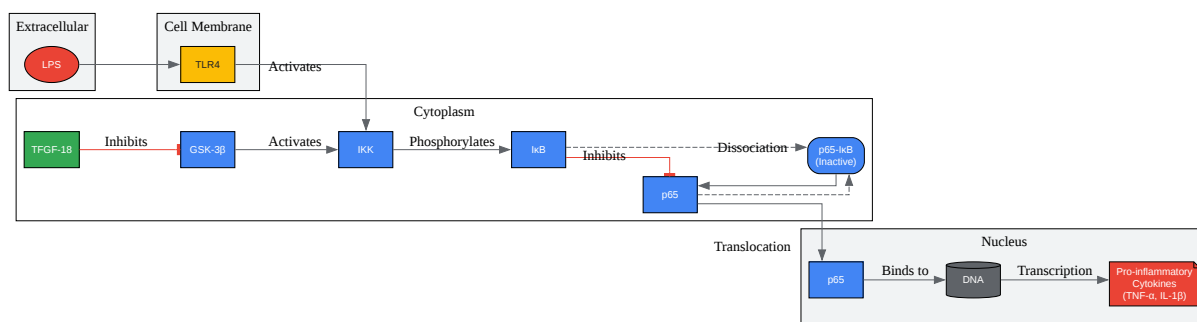 Extracellular
Cell Membrane
LPS
TLR4
Activates
Cytoplasm
TFGF-18
Inhibits
GSK-3β
Activates
IKK
Phosphorylates
IκB
Inhibits
Dissociation
p65-IκB
(Inactive)
p65
Translocation
Nucleus
p65
Binds to
DNA
Transcription
Pro-inflammatory
Cytokines
(TNF-α, IL-1β)